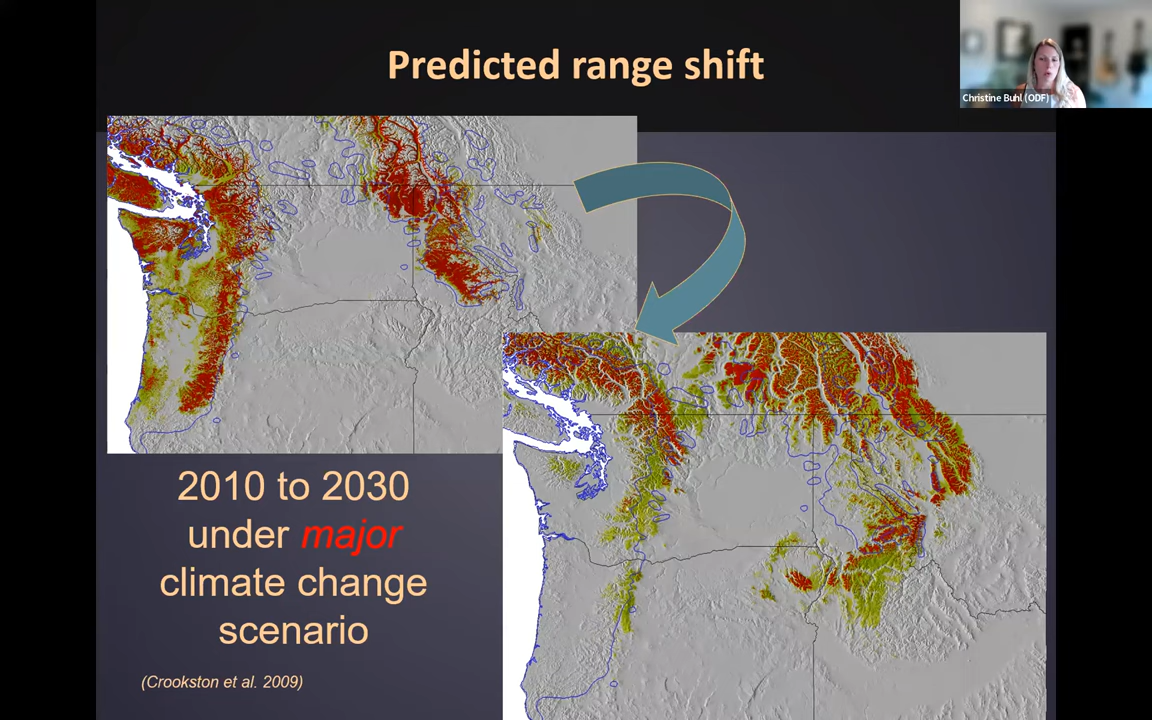 Predicted range shift
Christine Buhl (ODF)
2010 to 2030
under major
climate change
scenario
(Crookston et al. 2009)